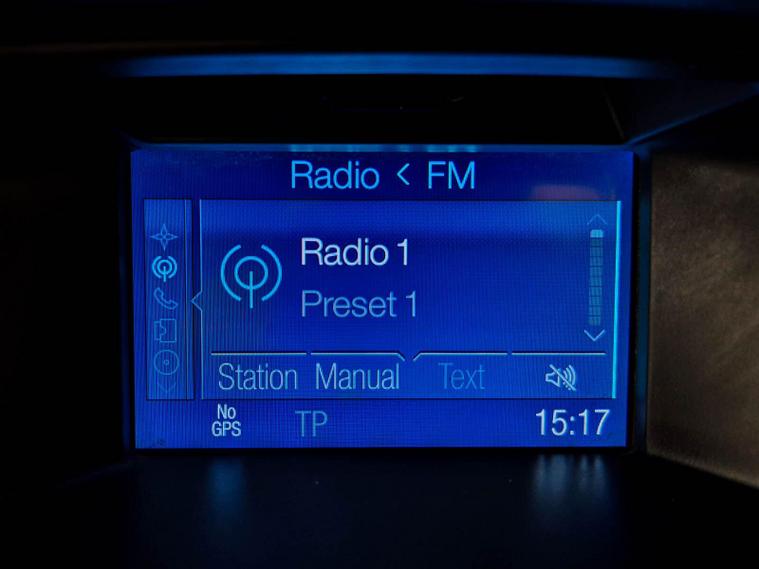 Radio < FM
Radio 1
Preset 1
Station Manual Text
No
GPS
TP
15:17